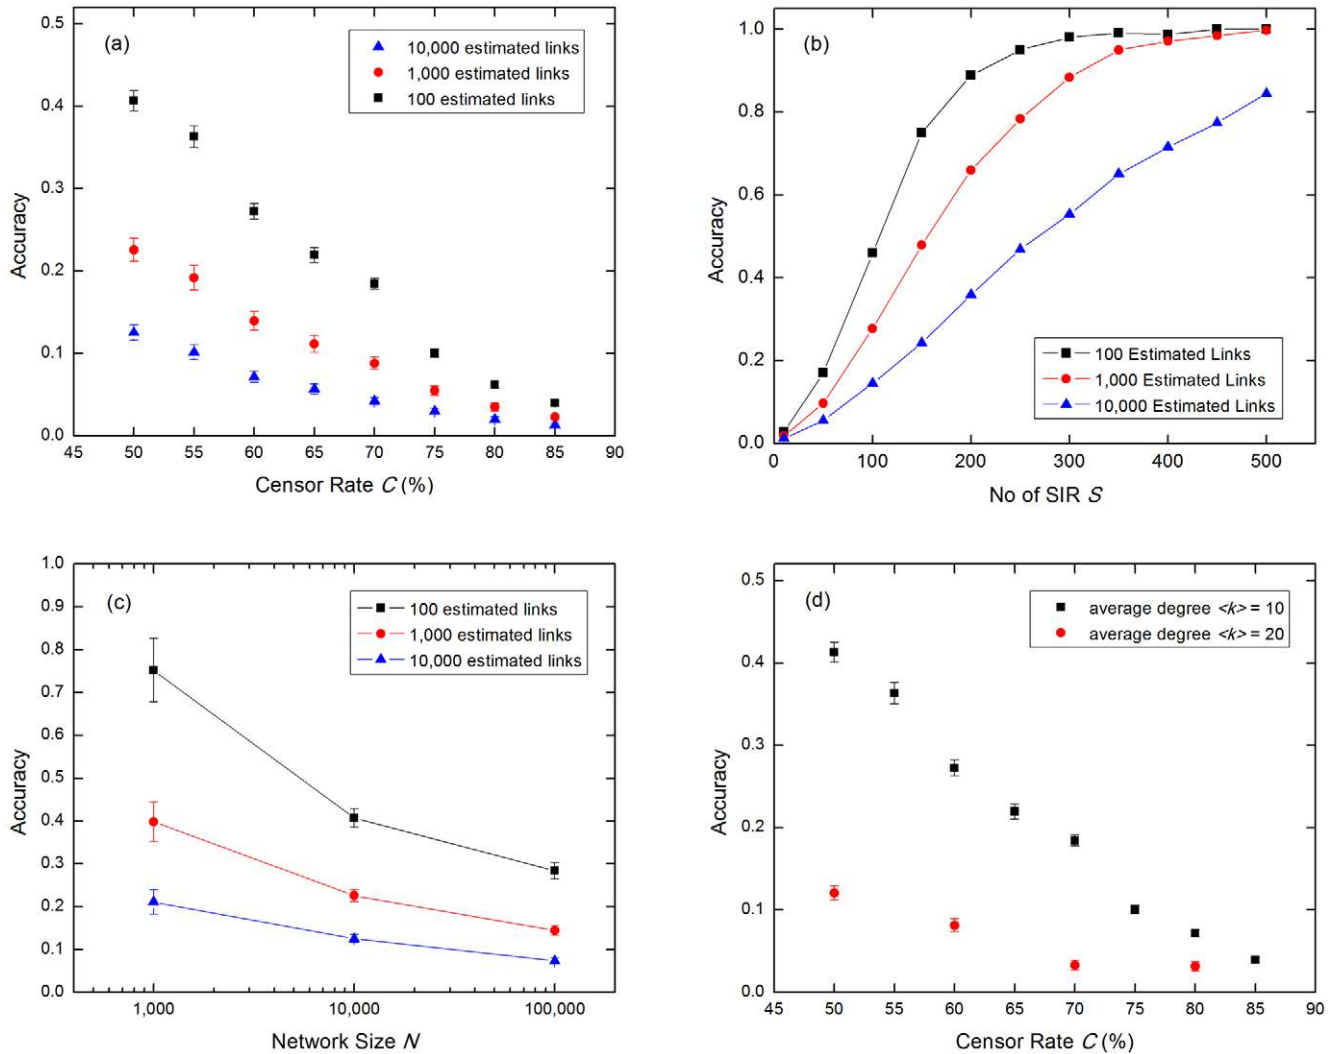 (a)
10,000 estimated links
1,000 estimated links
100 estimated links
0.5
0.4
0.3
0.2
0.1
0.0
Accuracy
45 50 55 60 65 70 75 80 85 90
Censor Rate C (%)
(b)
1.0
0.8
0.6
0.4
0.2
0.0
Accuracy
100 Estimated Links
1,000 Estimated Links
10,000 Estimated Links
0 100 200 300 400 500
No of SIR S
(c)
100 estimated links
1,000 estimated links
10,000 estimated links
1.0
0.9
0.8
0.7
0.6
0.5
0.4
0.3
0.2
0.1
0.0
Accuracy
1,000 10,000 100,000
Network Size N
(d)
average degree <k> = 10
average degree <k> = 20
0.5
0.4
0.3
0.2
0.1
0.0
Accuracy
45 50 55 60 65 70 75 80 85 90
Censor Rate C (%)